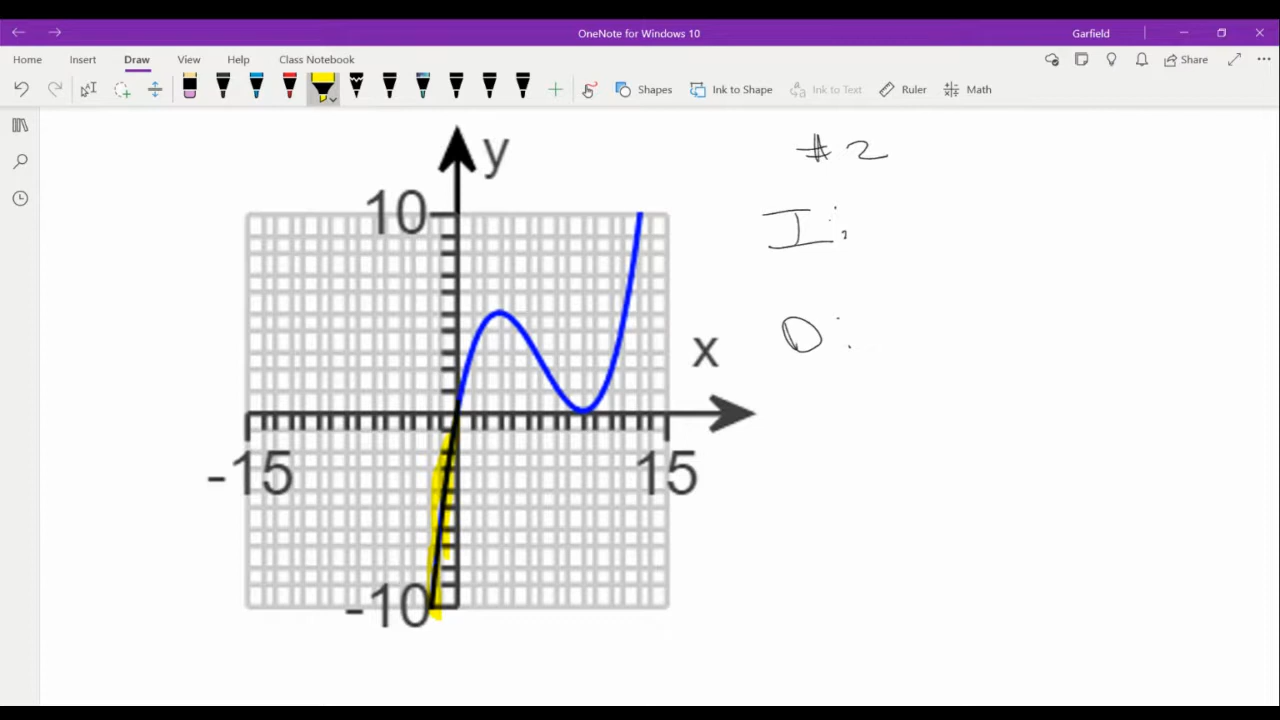 OneNote for Windows 10
Garfield
Home Insert Draw View Help Class Notebook
Share
Shapes Ink to Shape Ink to Text Ruler Math
y
10
x
-15
15
-10
# 2
I:
D: